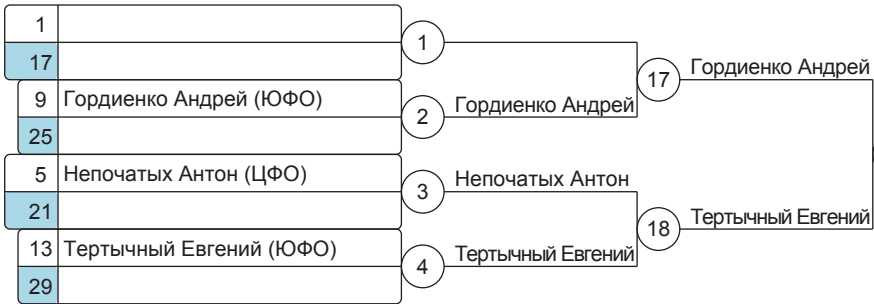 1
17
1
9 Гордиенко Андрей (ЮФО)
25
2 Гордиенко Андрей
17 Гордиенко Андрей
5 Непочатых Антон (ЦФО)
21
3 Непочатых Антон
13 Тертычный Евгений (ЮФО)
29
4 Тертычный Евгений
18 Тертычный Евгений